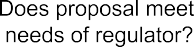 Does proposal meet
needs of regulator?